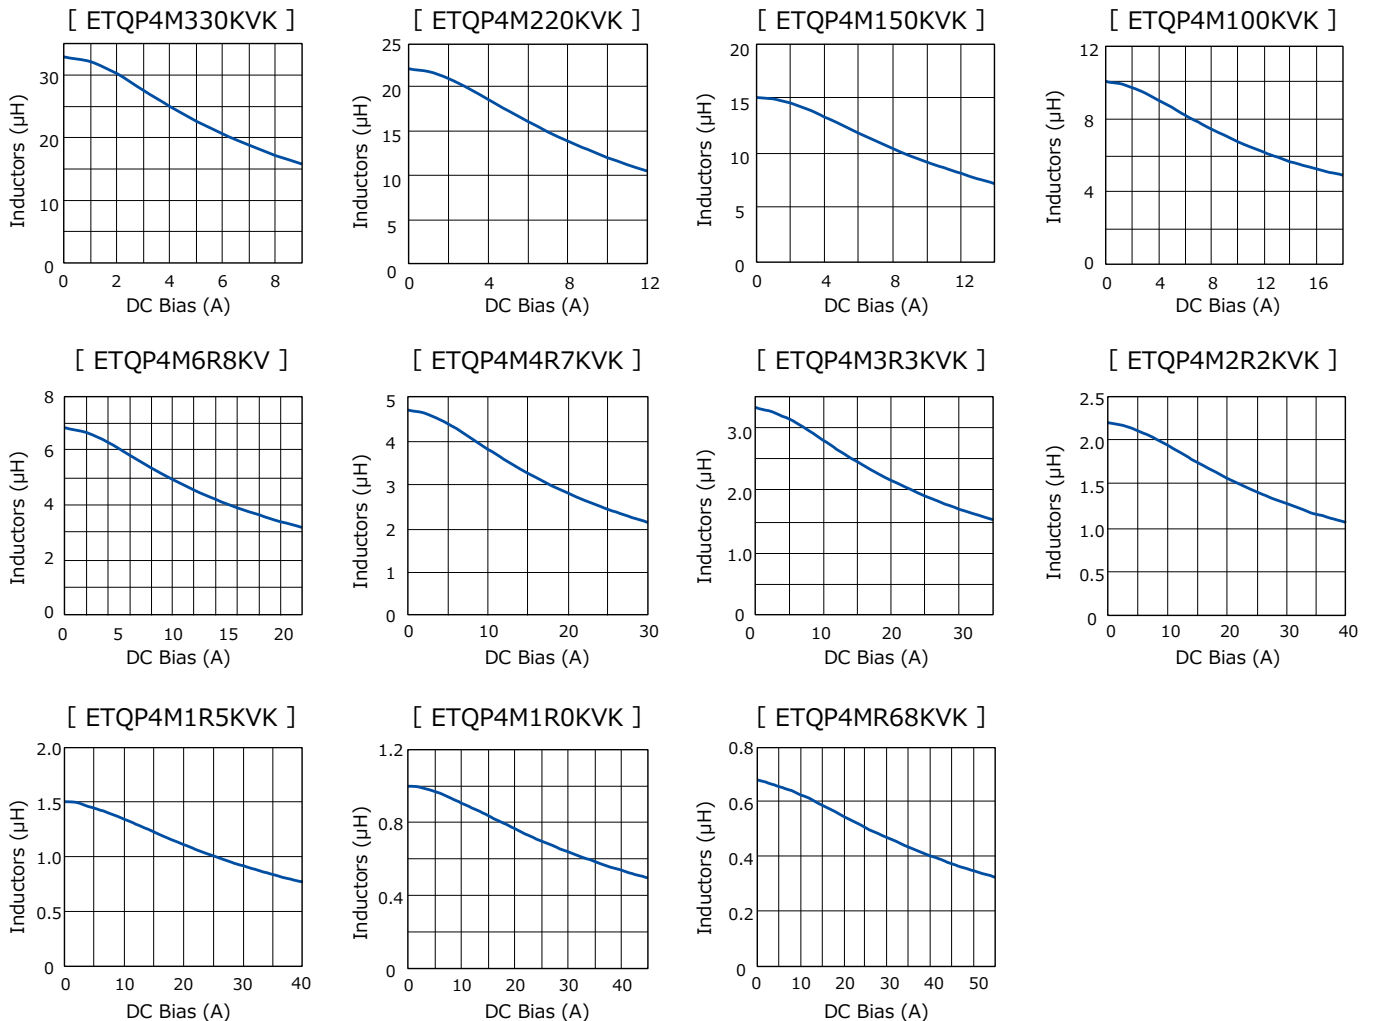 [ ETQP4M330KVK ]
[ ETQP4M220KVK ]
[ ETQP4M150KVK ]
[ ETQP4M100KVK ]
Inductors (μH)
30
20
10
0
0 2 4 6 8
DC Bias (A)
Inductors (μH)
25
20
15
10
5
0
0 4 8 12
DC Bias (A)
Inductors (μH)
20
15
10
5
0
0 4 8 12
DC Bias (A)
Inductors (μH)
12
8
4
0
0 4 8 12 16
DC Bias (A)
[ ETQP4M6R8KV ]
[ ETQP4M4R7KVK ]
[ ETQP4M3R3KVK ]
[ ETQP4M2R2KVK ]
Inductors (μH)
8
6
4
2
0
0 5 10 15 20
DC Bias (A)
Inductors (μH)
5
4
3
2
1
0
0 10 20 30
DC Bias (A)
Inductors (μH)
3.0
2.0
1.0
0
0 10 20 30
DC Bias (A)
Inductors (μH)
2.5
2.0
1.5
1.0
0.5
0
0 10 20 30 40
DC Bias (A)
[ ETQP4M1R5KVK ]
[ ETQP4M1R0KVK ]
[ ETQP4MR68KVK ]
Inductors (μH)
2.0
1.5
1.0
0.5
0
0 10 20 30 40
DC Bias (A)
Inductors (μH)
1.2
0.8
0.4
0
0 10 20 30 40
DC Bias (A)
Inductors (μH)
0.8
0.6
0.4
0.2
0
0 10 20 30 40 50
DC Bias (A)